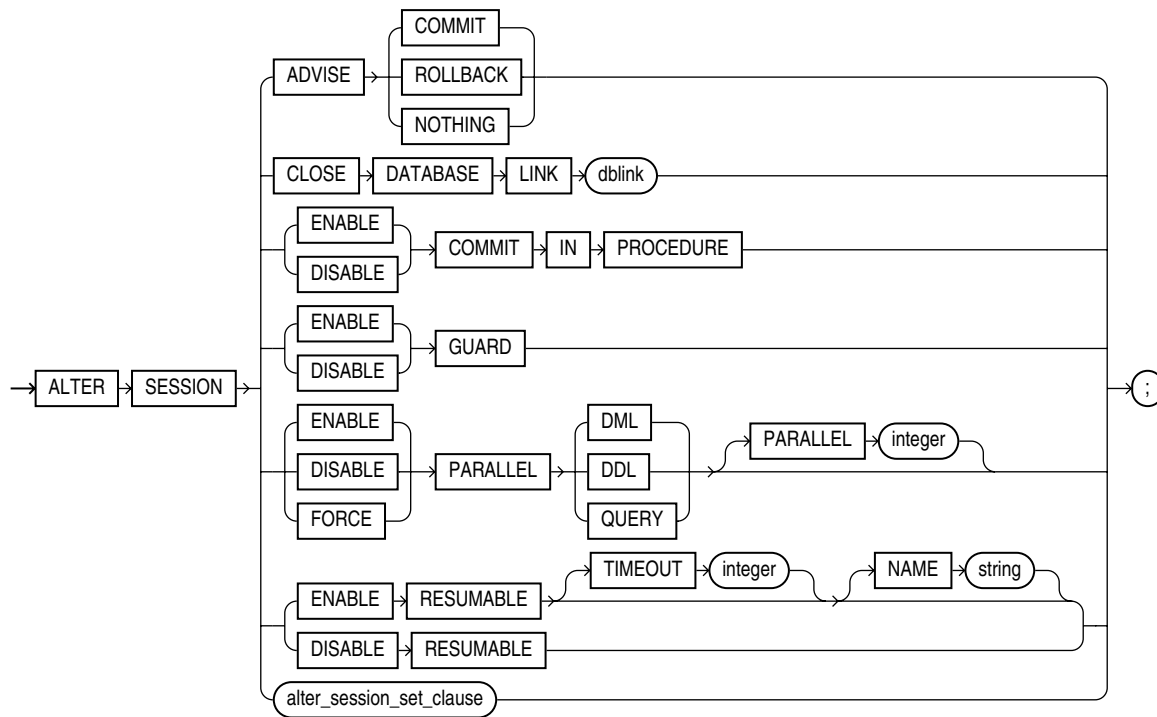 COMMIT
ADVISE ROLLBACK
NOTHING
CLOSE DATABASE LINK dblink
ENABLE
COMMIT IN PROCEDURE
DISABLE
ENABLE
GUARD
DISABLE
ALTER SESSION ;
ENABLE DML PARALLEL integer
DISABLE PARALLEL DDL
FORCE QUERY
TIMEOUT integer NAME string
ENABLE RESUMABLE
DISABLE RESUMABLE
alter_session_set_clause